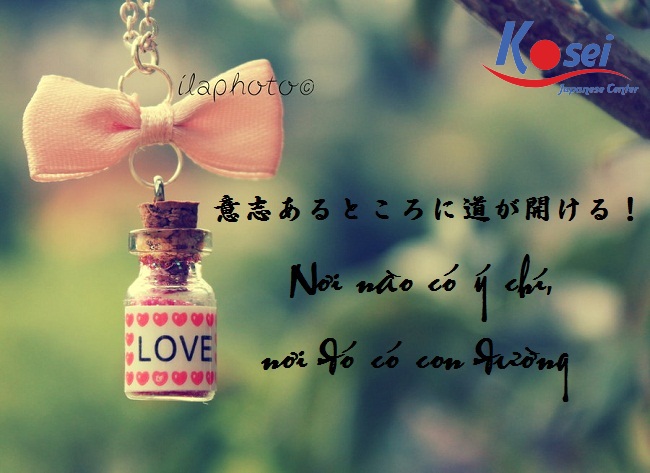 Kosei
Japanese Center
ilaphoto©
意志あるところに道が開ける！
Nơi nào có ý chí,
nơi đó có con đường
LOVE